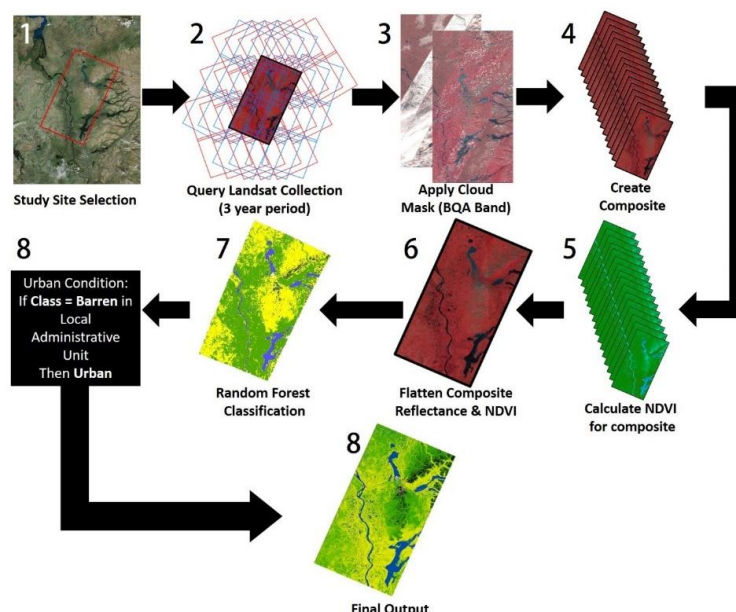 1
Study Site Selection
2
Query Landsat Collection
(3 year period)
3
Apply Cloud
Mask (BQA Band)
4
Create
Composite
5
Calculate NDVI
for composite
6
Flatten Composite
Reflectance & NDVI
7
Random Forest
Classification
8
Urban Condition:
If Class = Barren in
Local
Administrative
Unit
Then Urban
8
Final Output